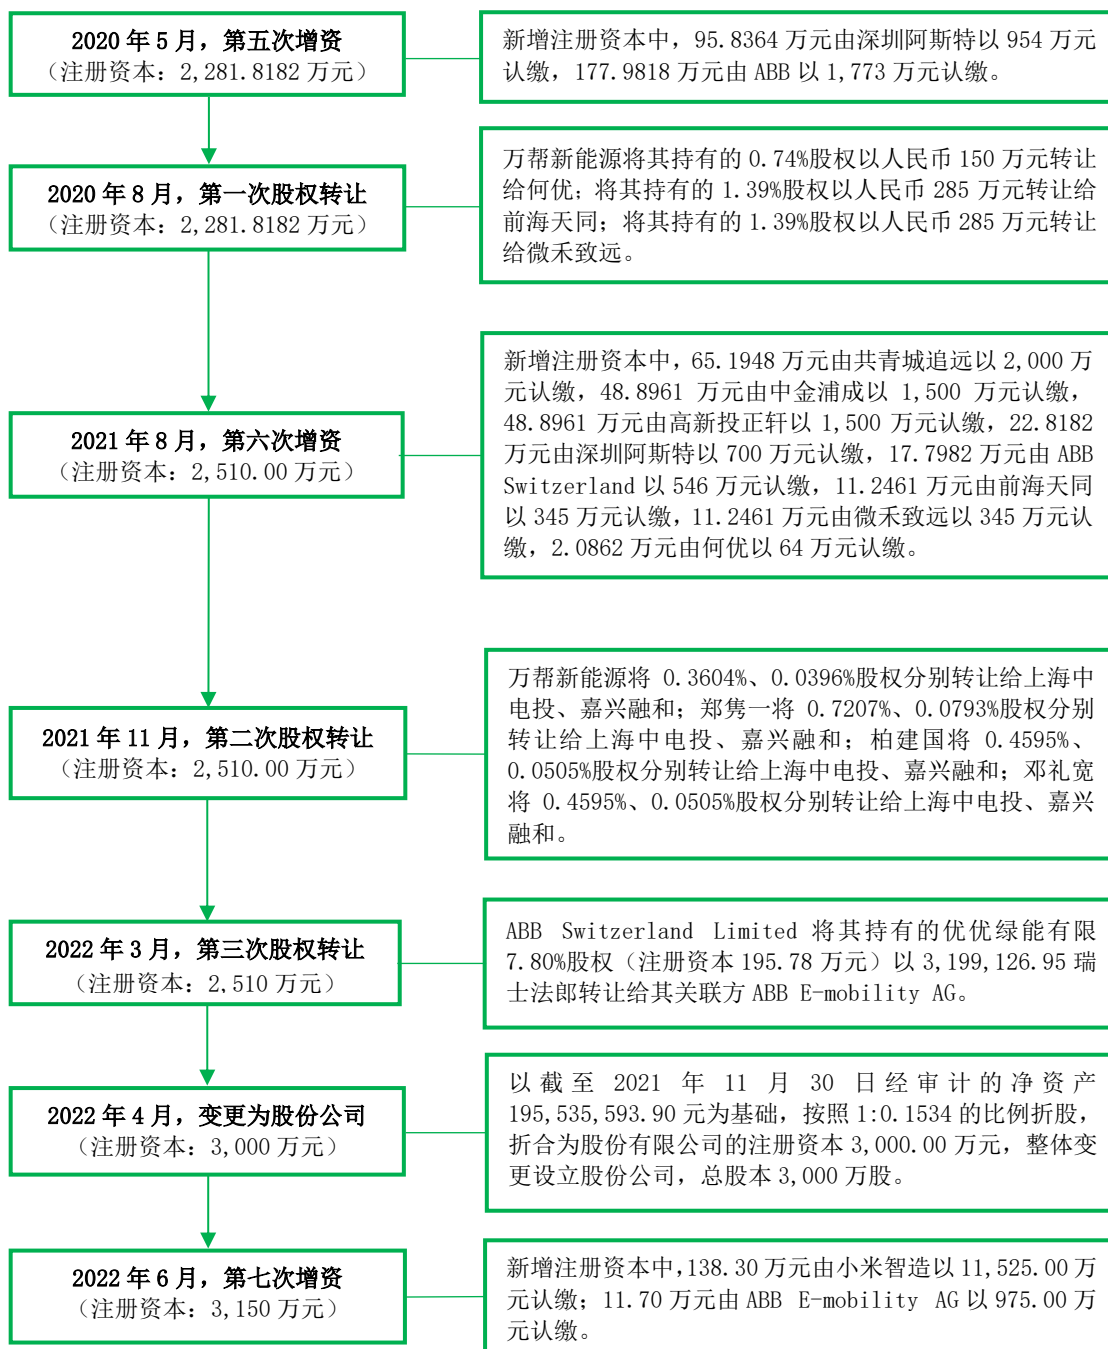 2020 年 5 月，第五次增资
（注册资本：2,281.8182 万元）
新增注册资本中，95.8364 万元由深圳阿斯特以 954 万元
认缴，177.9818 万元由 ABB 以 1,773 万元认缴。
2020 年 8 月，第一次股权转让
（注册资本：2,281.8182 万元）
万帮新能源将其持有的 0.74%股权以人民币 150 万元转让
给何优；将其持有的 1.39%股权以人民币 285 万元转让给
前海天同；将其持有的 1.39%股权以人民币 285 万元转让
给微禾致远。
2021 年 8 月，第六次增资
（注册资本：2,510.00 万元）
新增注册资本中，65.1948 万元由共青城追远以 2,000 万
元认缴，48.8961 万元由中金浦成以 1,500 万元认缴，
48.8961 万元由高新投正轩以 1,500 万元认缴，22.8182
万元由深圳阿斯特以 700 万元认缴，17.7982 万元由 ABB
Switzerland 以 546 万元认缴，11.2461 万元由前海天同
以 345 万元认缴，11.2461 万元由微禾致远以 345 万元认
缴，2.0862 万元由何优以 64 万元认缴。
2021 年 11 月，第二次股权转让
（注册资本：2,510.00 万元）
万帮新能源将 0.3604%、0.0396%股权分别转让给上海中
电投、嘉兴融和；郑隽一将 0.7207%、0.0793%股权分别
转让给上海中电投、嘉兴融和；柏建国将 0.4595%、
0.0505%股权分别转让给上海中电投、嘉兴融和；邓礼宽
将 0.4595%、0.0505%股权分别转让给上海中电投、嘉兴
融和。
2022 年 3 月，第三次股权转让
（注册资本：2,510 万元）
ABB Switzerland Limited 将其持有的优优绿能有限
7.80%股权（注册资本 195.78 万元）以 3,199,126.95 瑞
士法郎转让给其关联方 ABB E-mobility AG。
2022 年 4 月，变更为股份公司
（注册资本：3,000 万元）
以截至 2021 年 11 月 30 日经审计的净资产
195,535,593.90 元为基础，按照 1:0.1534 的比例折股，
折合为股份有限公司的注册资本 3,000.00 万元，整体变
更设立股份公司，总股本 3,000 万股。
2022 年 6 月，第七次增资
（注册资本：3,150 万元）
新增注册资本中，138.30 万元由小米智造以 11,525.00 万
元认缴；11.70 万元由 ABB E-mobility AG 以 975.00 万
元认缴。